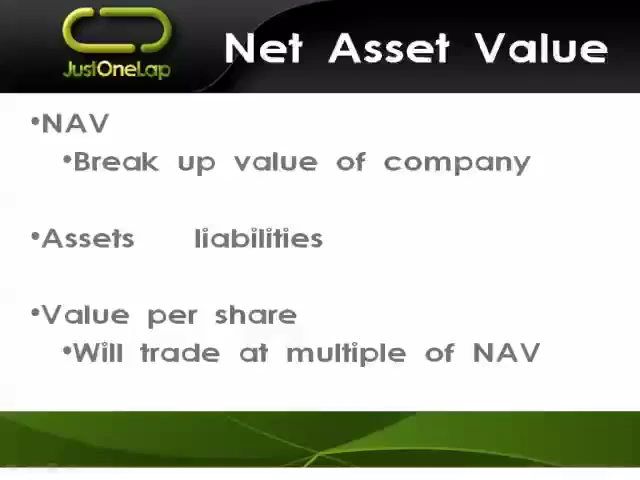 JustOneLap
Net Asset Value
•NAV
•Break up value of company
•Assets liabilities
•Value per share
•Will trade at multiple of NAV